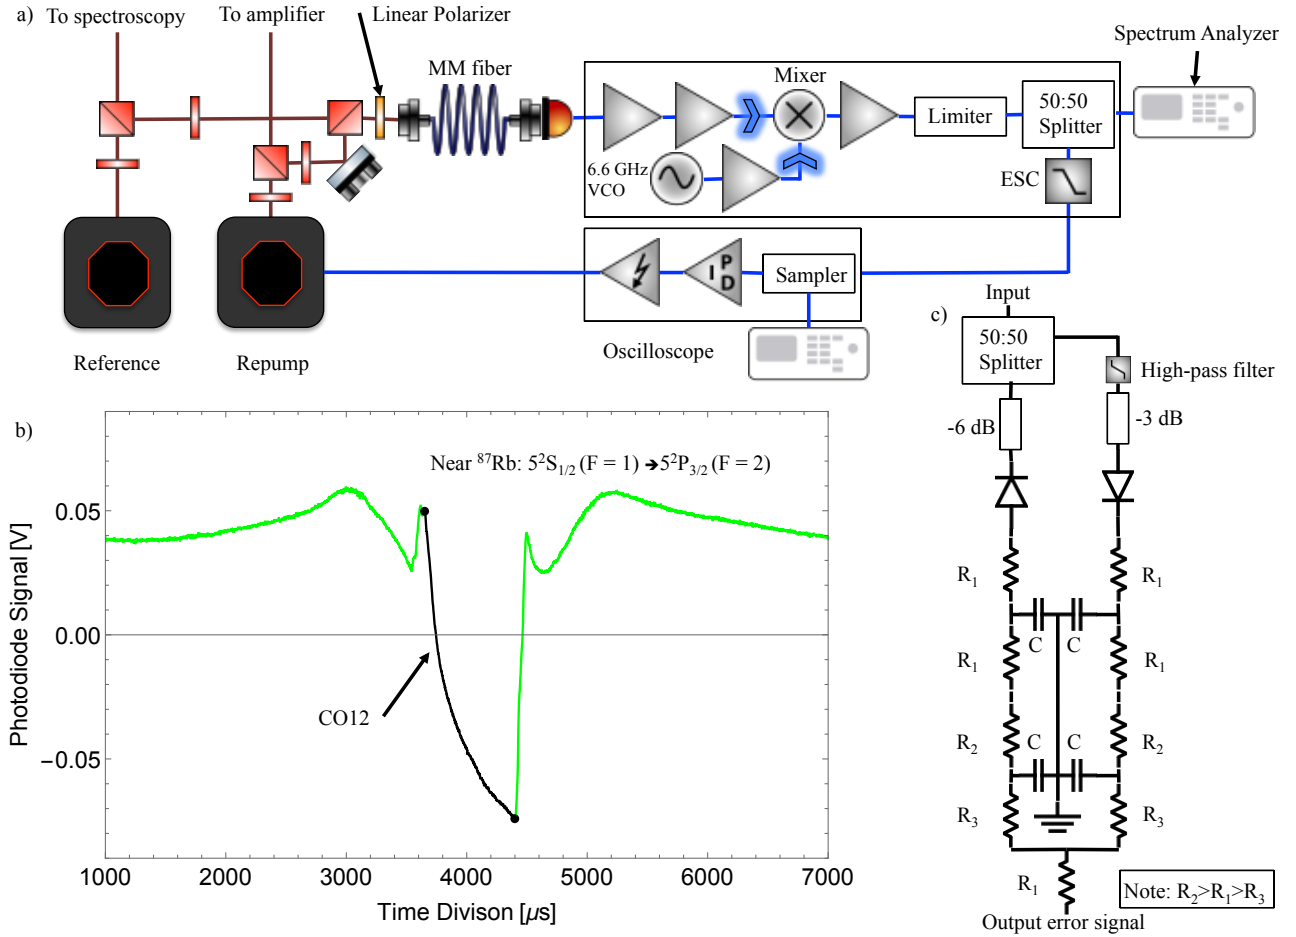 a)
To spectroscopy
To amplifier
Linear Polarizer
MM fiber
Mixer
Spectrum Analyzer
6.6 GHz
VCO
Limiter
50:50
Splitter
ESC
P
I
D
Sampler
Oscilloscope
Reference
Repump
b)
Near ⁸⁷Rb: 5²S₁/₂ (F = 1) ➔5²P₃/₂ (F = 2)
CO12
Photodiode Signal [V]
0.05
0.00
−0.05
1000
2000
3000
4000
5000
6000
7000
Time Divison [µs]
c)
Input
50:50
Splitter
High-pass filter
-6 dB
-3 dB
R₁
R₁
C
C
R₁
R₁
C
C
R₂
R₂
R₃
R₃
R₁
Note: R₂>R₁>R₃
Output error signal